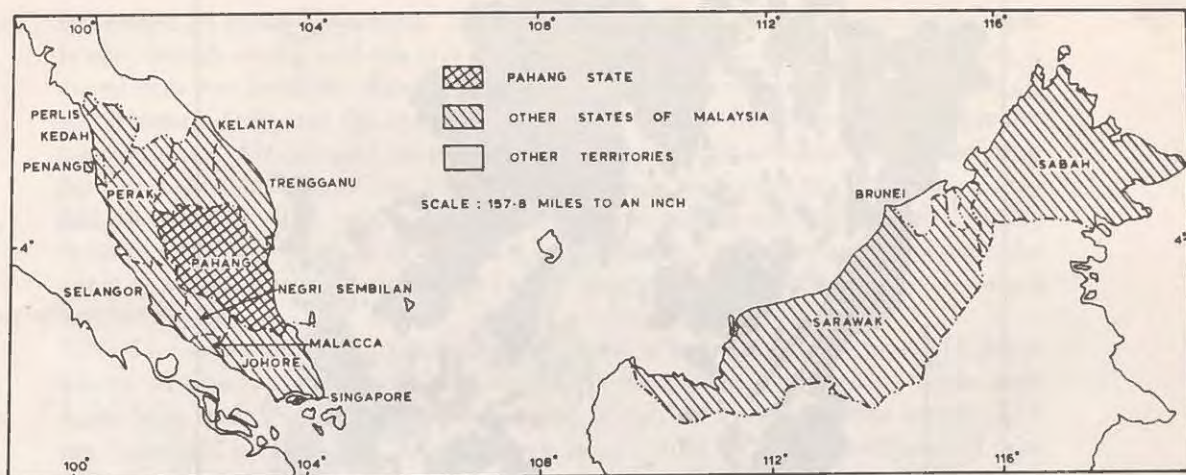 100° 104° 108° 112° 116°
PAHANG STATE
OTHER STATES OF MALAYSIA
OTHER TERRITORIES
SCALE : 157·8 MILES TO AN INCH
PERLIS
KEDAH
PENANG
PERAK
KELANTAN
TRENGGANU
4°
PAHANG
SELANGOR
NEGRI SEMBILAN
MALACCA
JOHORE
SINGAPORE
BRUNEI
SABAH
4°
SARAWAK
100° 104° 108° 112° 116°